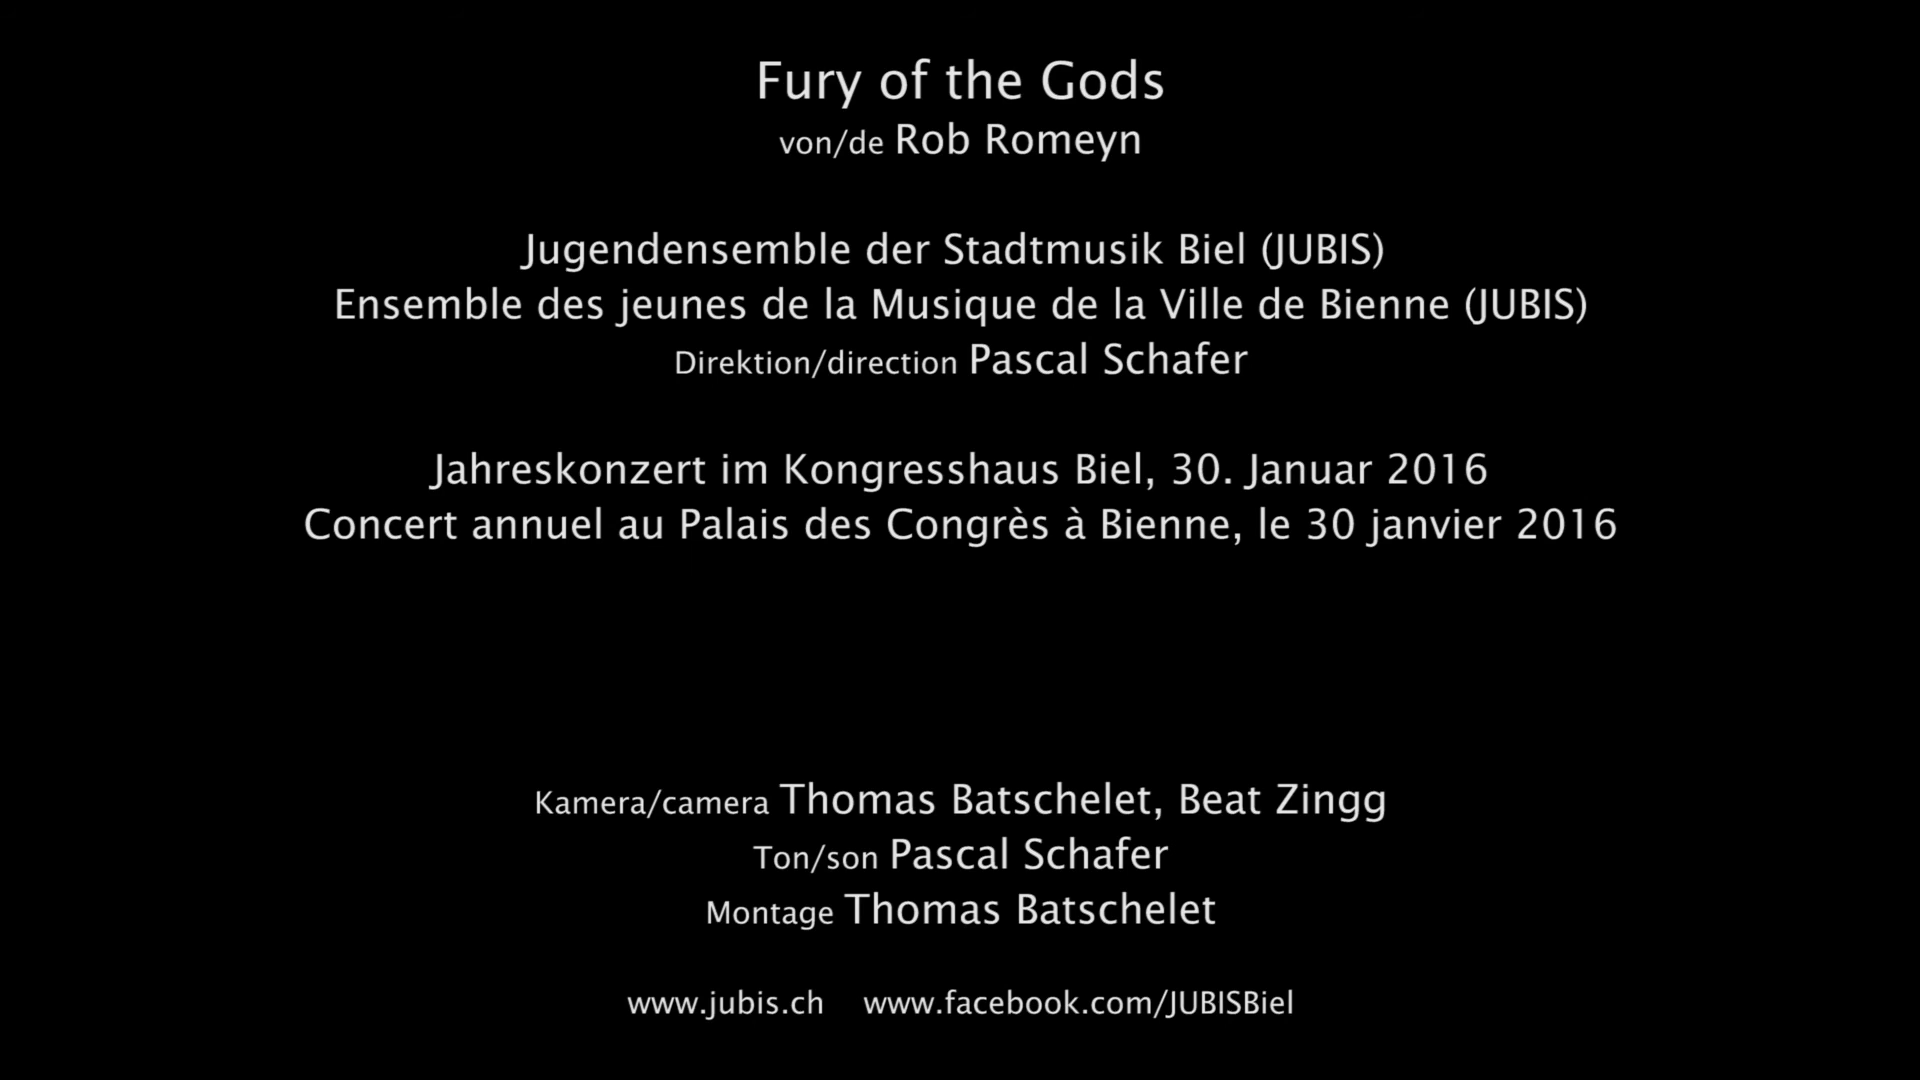 Fury of the Gods
von/de Rob Romeyn
Jugendensemble der Stadtmusik Biel (JUBIS)
Ensemble des jeunes de la Musique de la Ville de Bienne (JUBIS)
Direktion/direction Pascal Schafer
Jahreskonzert im Kongresshaus Biel, 30. Januar 2016
Concert annuel au Palais des Congrès à Bienne, le 30 janvier 2016
Kamera/camera Thomas Batschelet, Beat Zingg
Ton/son Pascal Schafer
Montage Thomas Batschelet
www.jubis.ch www.facebook.com/JUBISBiel